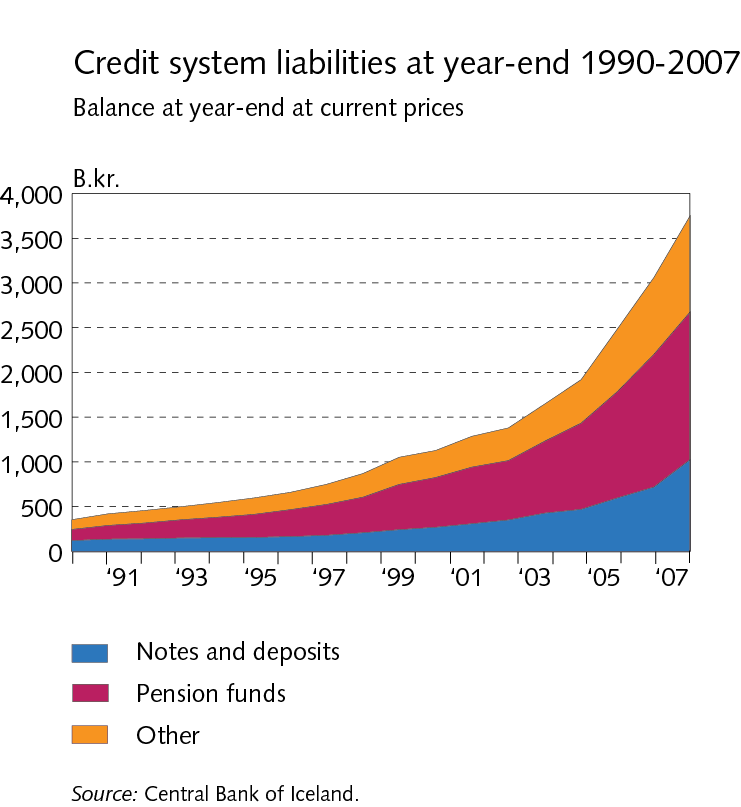 Credit system liabilities at year-end 1990-2007
Balance at year-end at current prices
B.kr.
4,000
3,500
3,000
2,500
2,000
1,500
1,000
500
0
‘91 ‘93 ‘95 ‘97 ‘99 ‘01 ‘03 ‘05 ‘07
Notes and deposits
Pension funds
Other
Source: Central Bank of Iceland.